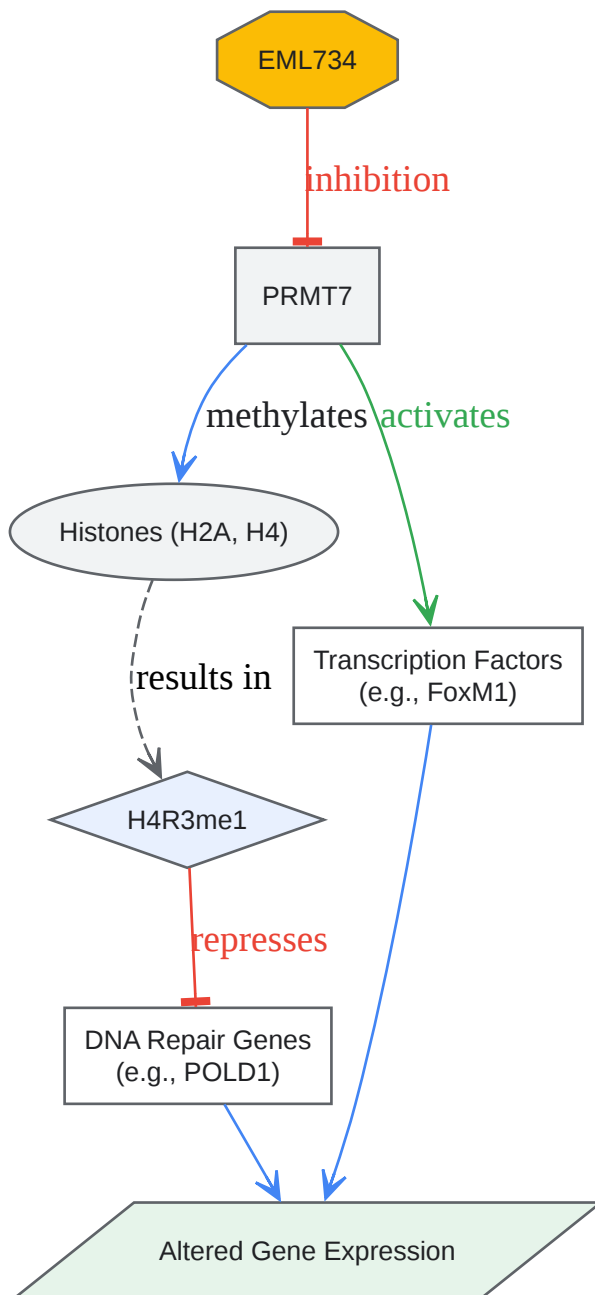 EML734
inhibition
PRMT7
methylates
activates
Histones (H2A, H4)
results in
Transcription Factors
(e.g., FoxM1)
H4R3me1
represses
DNA Repair Genes
(e.g., POLD1)
Altered Gene Expression